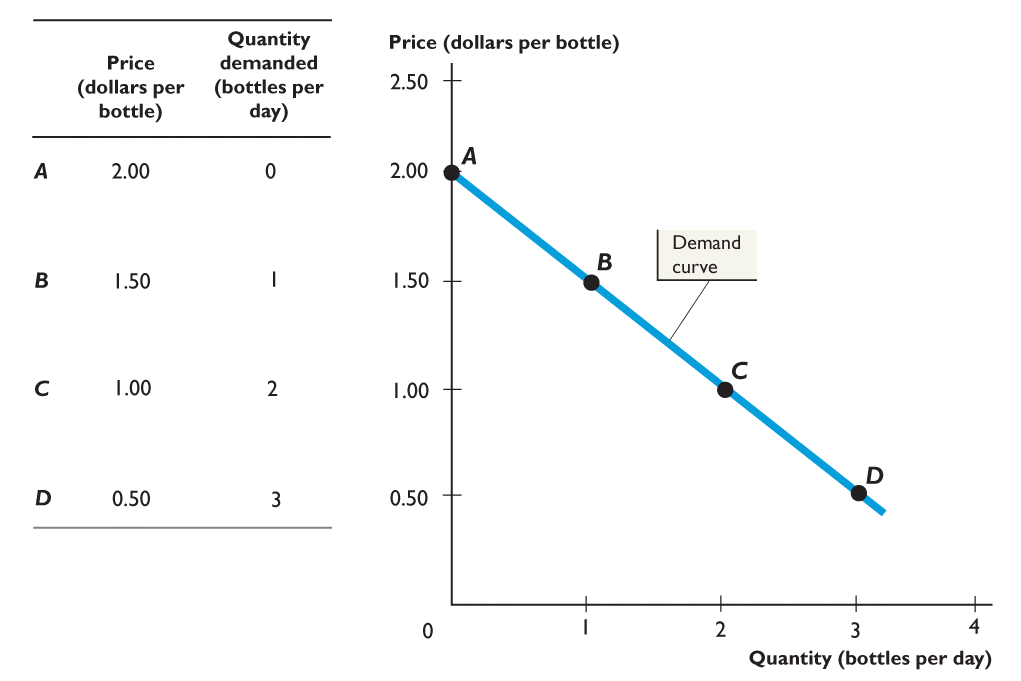 Price
(dollars per
bottle)
Quantity
demanded
(bottles per
day)
A 2.00 0
B 1.50 1
C 1.00 2
D 0.50 3
Price (dollars per bottle)
2.50
2.00
1.50
1.00
0.50
0
A
B
C
D
Demand
curve
1 2 3 4
Quantity (bottles per day)